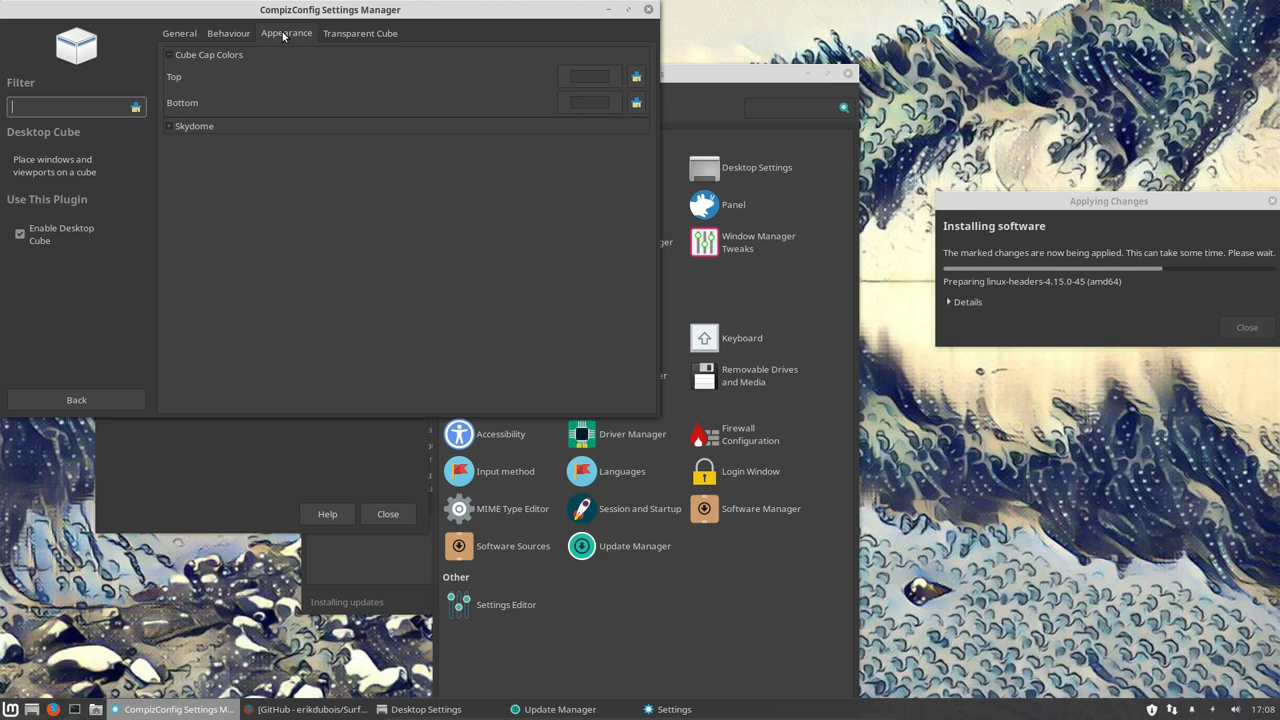 CompizConfig Settings Manager
Filter
Desktop Cube
Place windows and
viewports on a cube
Use This Plugin
Enable Desktop
Cube
Back
General
Behaviour
Appearance
Transparent Cube
Cube Cap Colors
Top
Bottom
Skydome
Desktop Settings
Panel
Window Manager
Tweaks
Keyboard
Removable Drives
and Media
Accessibility
Driver Manager
Firewall
Configuration
Input method
Languages
Login Window
MIME Type Editor
Session and Startup
Software Manager
Software Sources
Update Manager
Other
Settings Editor
Help
Close
Installing updates
Applying Changes
Installing software
The marked changes are now being applied. This can take some time. Please wait.
Preparing linux-headers-4.15.0-45 (amd64)
Details
Close
CompizConfig Settings M...
[GitHub - erikdubois/Surf...
Desktop Settings
Update Manager
Settings
17:08